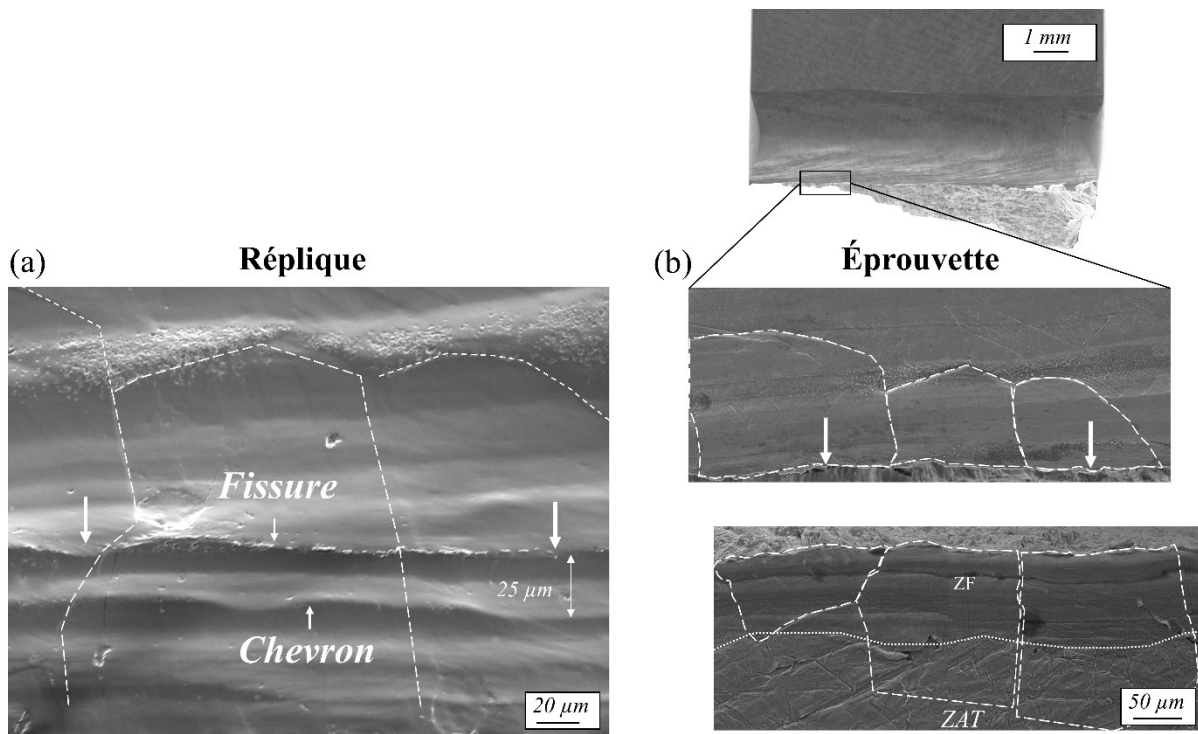 1 mm
(a)
Réplique
(b)
Éprouvette
Fissure
25 µm
Chevron
20 µm
ZF
ZAT
50 µm